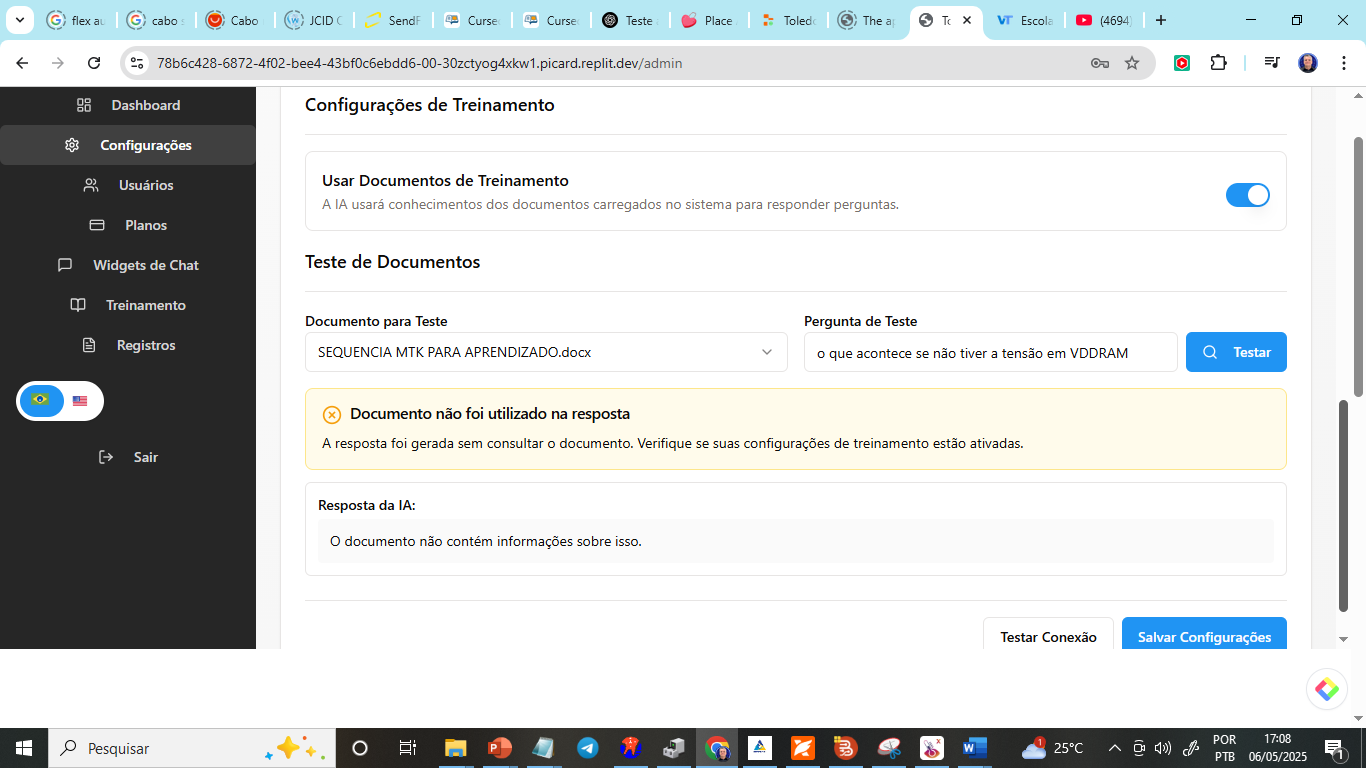 flex au
cabo s
Cabo
JCID C
SendF
Cursc
Cursc
Teste a
Place
Toledo
The ap
To
Escola
(4694)
78b6c428-6872-4f02-bee4-43bf0c6ebdd6-00-30zctyog4xkw1.picard.replit.dev/admin
Dashboard
Configurações
Usuários
Planos
Widgets de Chat
Treinamento
Registros
Sair
Configurações de Treinamento
Usar Documentos de Treinamento
A IA usará conhecimentos dos documentos carregados no sistema para responder perguntas.
Teste de Documentos
Documento para Teste
Pergunta de Teste
SEQUENCIA MTK PARA APRENDIZADO.docx
o que acontece se não tiver a tensão em VDDRAM
Testar
Documento não foi utilizado na resposta
A resposta foi gerada sem consultar o documento. Verifique se suas configurações de treinamento estão ativadas.
Resposta da IA:
O documento não contém informações sobre isso.
Testar Conexão
Salvar Configurações
Pesquisar
1
25°C
POR
PTB
17:08
06/05/2025
1